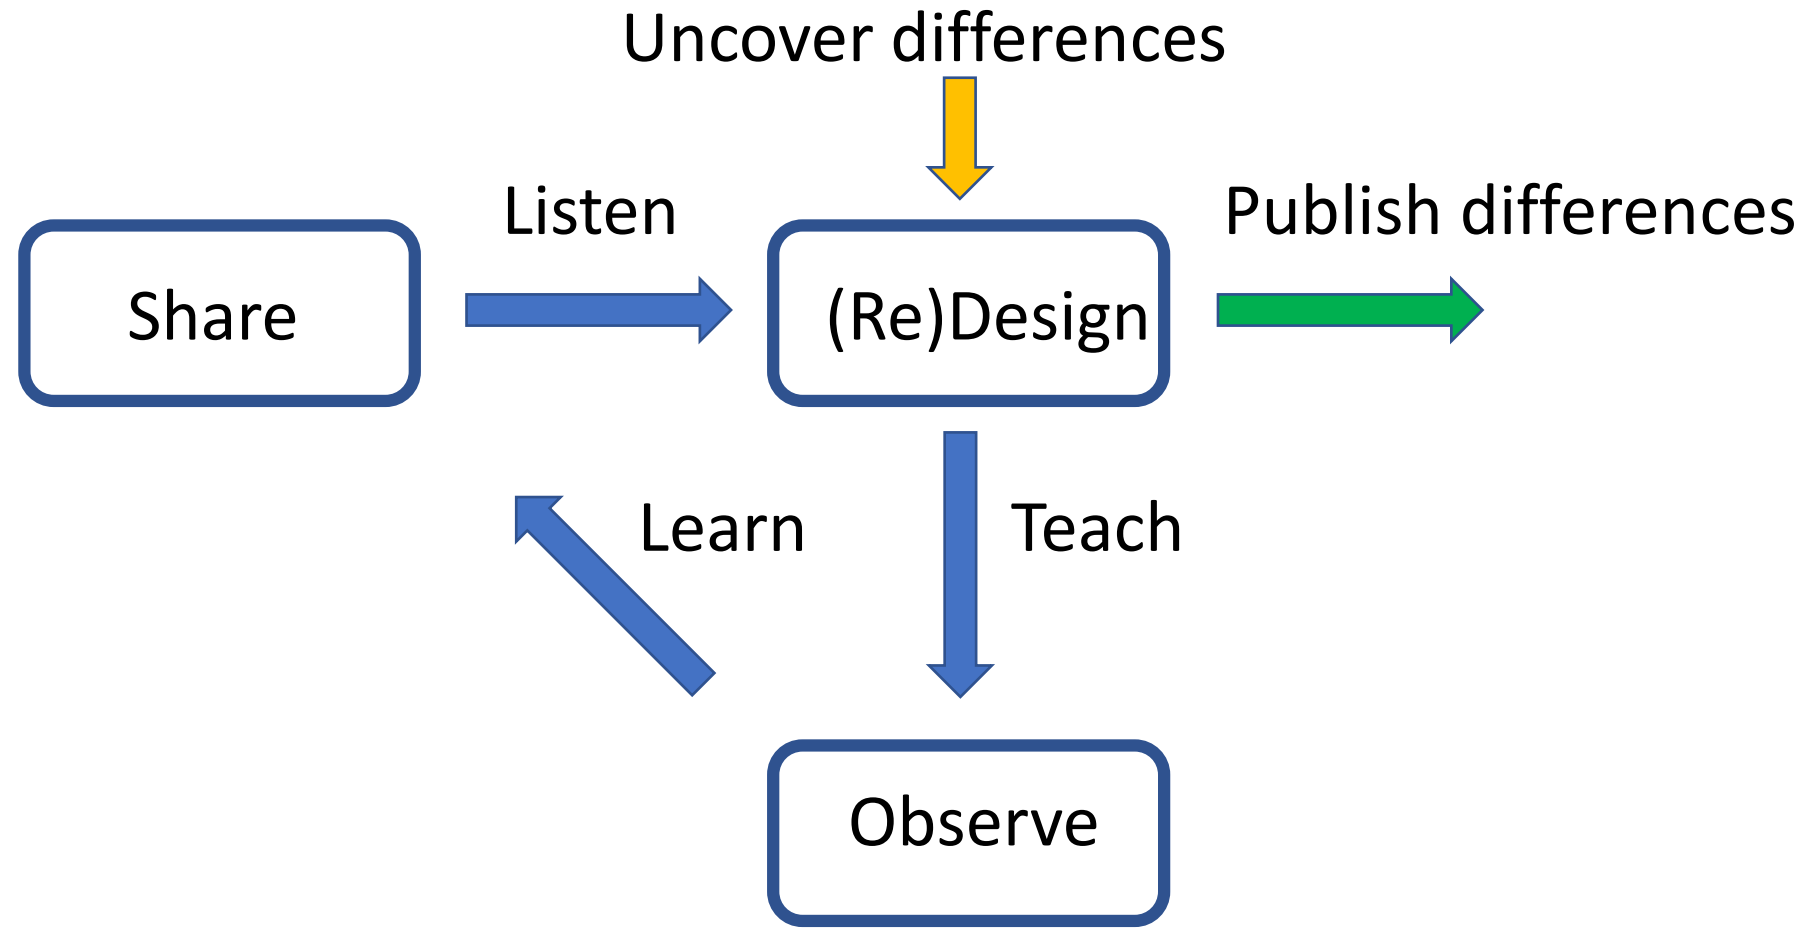 Uncover differences
Listen
Publish differences
Share
(Re)Design
Learn
Teach
Observe